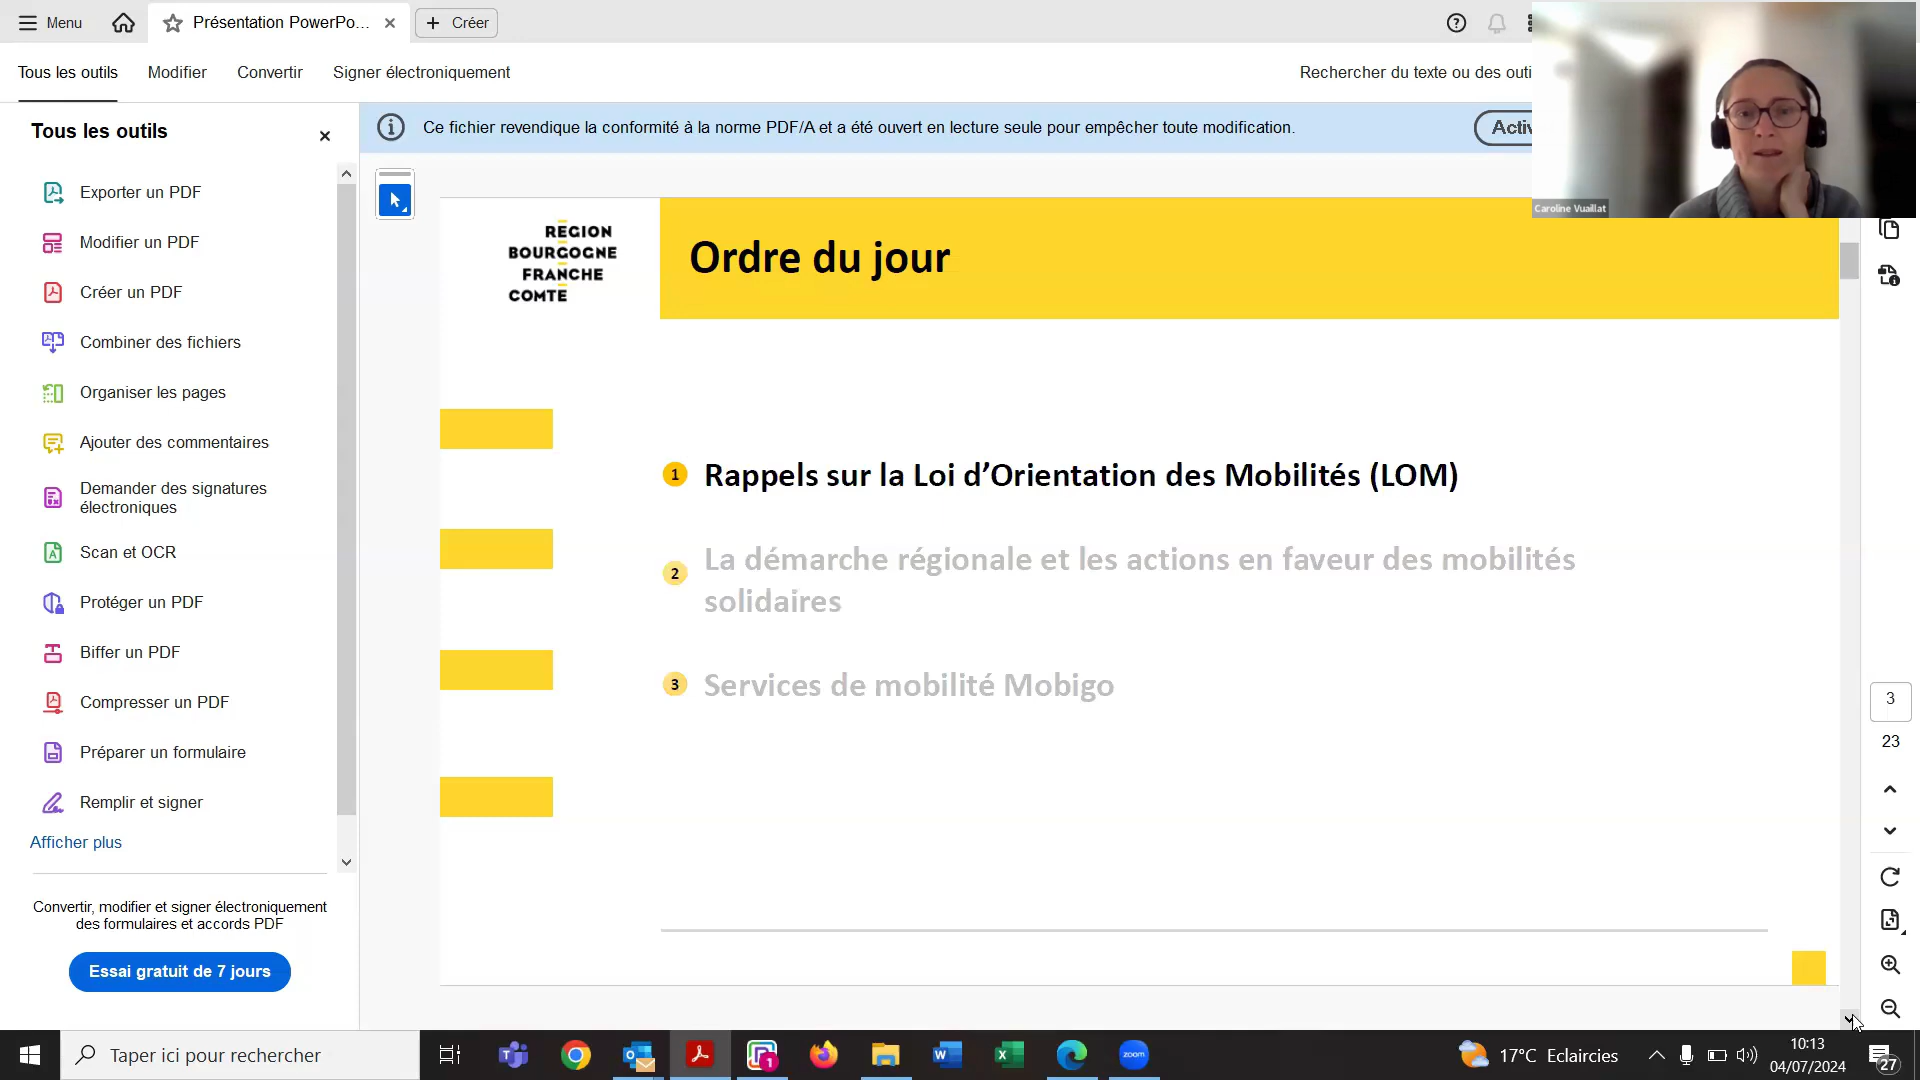 Menu
Présentation PowerPo...
Créer
Tous les outils
Modifier
Convertir
Signer électroniquement
Rechercher du texte ou des outi
Caroline Vuaillat
Tous les outils
Ce fichier revendique la conformité à la norme PDF/A et a été ouvert en lecture seule pour empêcher toute modification.
Activ
Exporter un PDF
Modifier un PDF
Créer un PDF
Combiner des fichiers
Organiser les pages
Ajouter des commentaires
Demander des signatures
électroniques
Scan et OCR
Protéger un PDF
Biffer un PDF
Compresser un PDF
Préparer un formulaire
Remplir et signer
Afficher plus
Convertir, modifier et signer électroniquement
des formulaires et accords PDF
Essai gratuit de 7 jours
REGION
BOURGOGNE
FRANCHE
COMTE
Ordre du jour
1 Rappels sur la Loi d’Orientation des Mobilités (LOM)
2 La démarche régionale et les actions en faveur des mobilités
solidaires
3 Services de mobilité Mobigo
3
23
Taper ici pour rechercher
1
zoom
17°C Eclaircies
10:13
04/07/2024
27